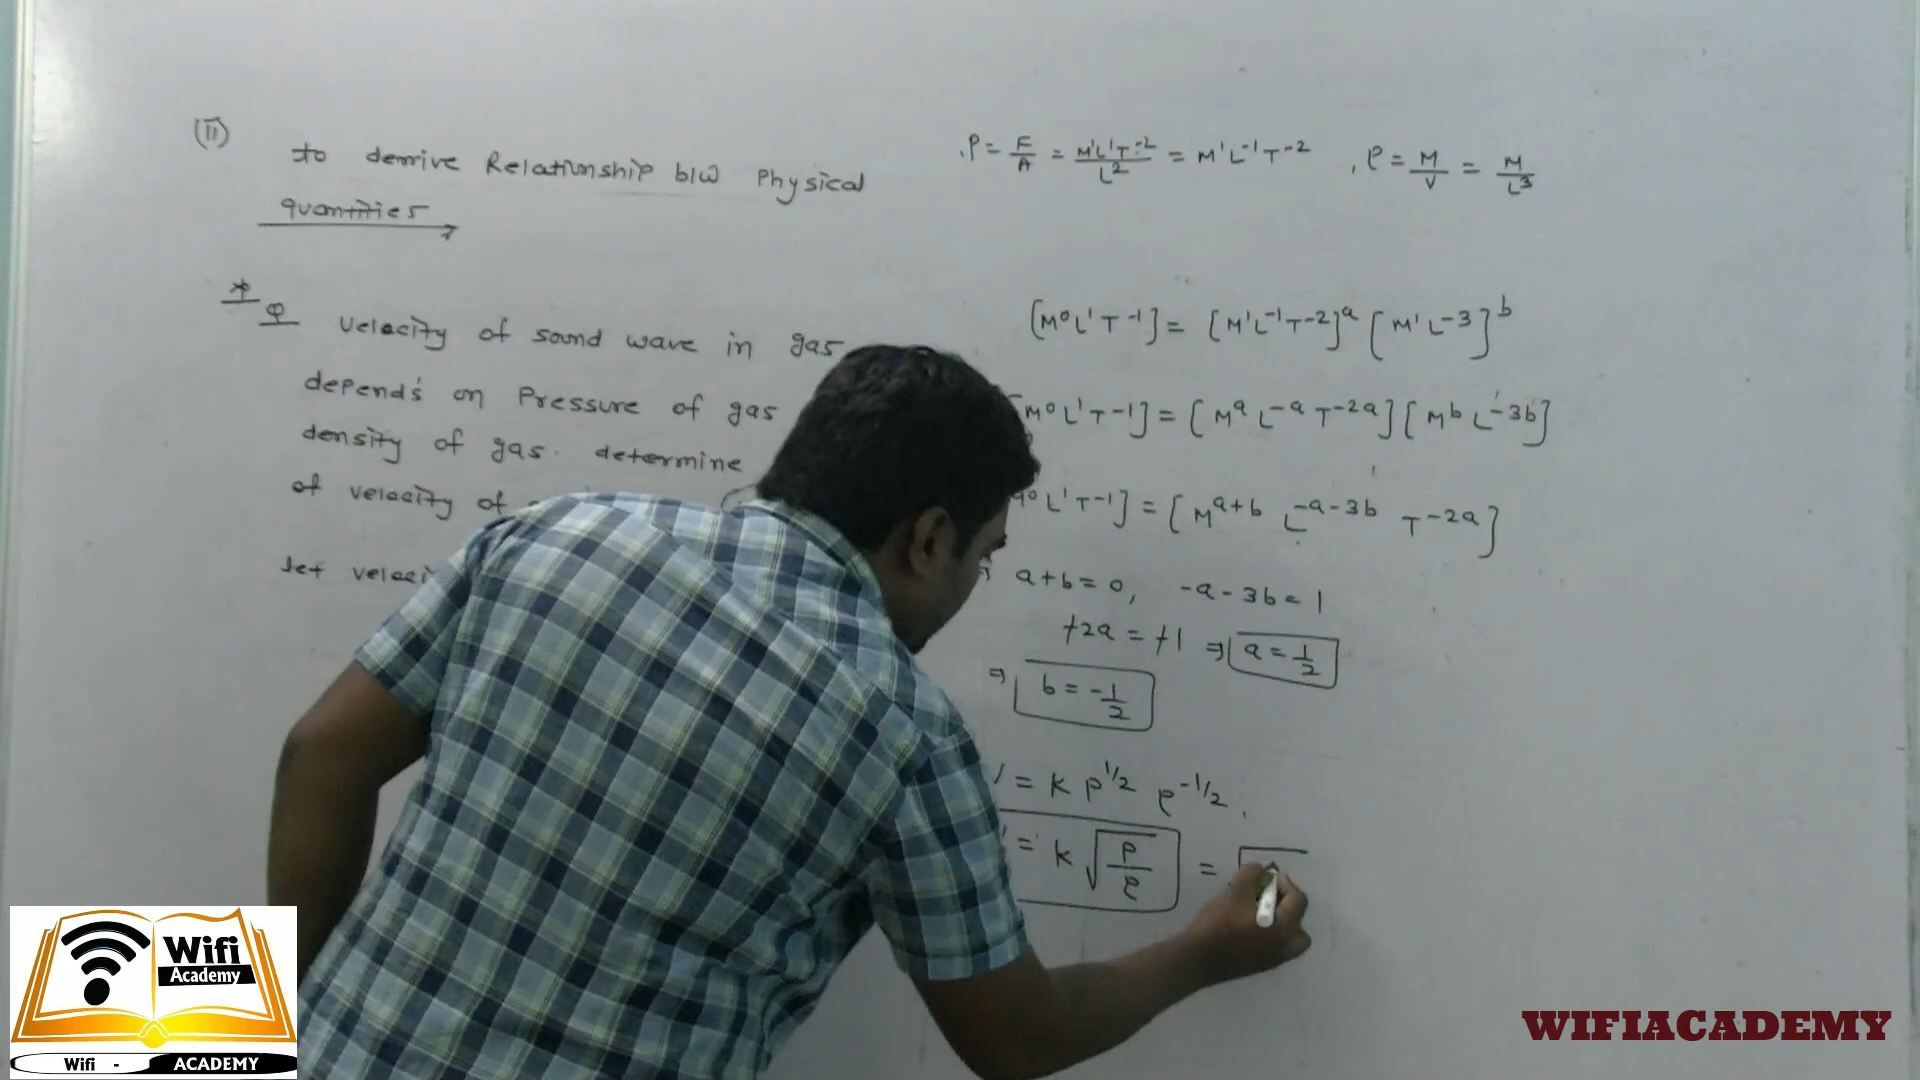 (II)
to derrive Relationship b/w Physical
quantities
P = F/A = M¹L¹T⁻²/L² = M¹L⁻¹T⁻² , ρ = M/V = M/L³
* Q Velocity of sound wave in gas
depend's on Pressure of gas
density of gas. determine
of velocity of
let veloci
[M⁰L¹T⁻¹] = [M¹L⁻¹T⁻²]ᵃ [M¹L⁻³]ᵇ
[M⁰L¹T⁻¹] = [Mᵃ L⁻ᵃ T⁻²ᵃ] [Mᵇ L⁻³ᵇ]
M⁰L¹T⁻¹] = [Mᵃ⁺ᵇ L⁻ᵃ⁻³ᵇ T⁻²ᵃ]
⇒ a+b = 0, -a-3b = 1
+2a = +1 ⇒ a = 1/2
⇒ b = -1/2
V = K P^1/2 ρ^-1/2
V = K √(P/ρ) = √
Wifi
Academy
Wifi - ACADEMY
WIFIACADEMY